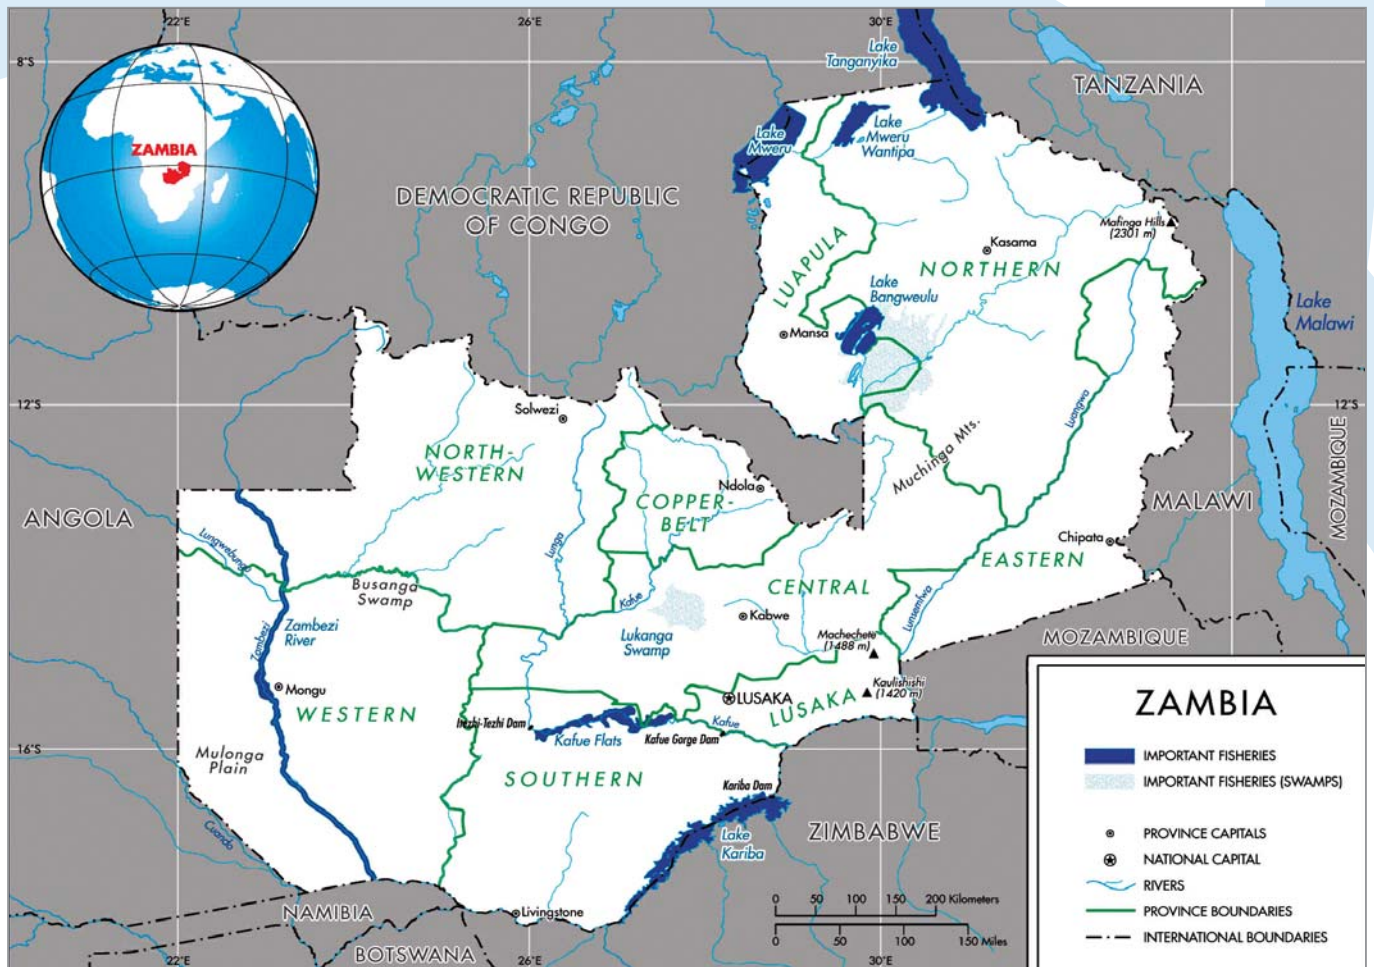 22°E
26°E
30°E
8°S
Lake
Tanganyika
TANZANIA
ZAMBIA
Lake
Mweru
Lake
Mweru
Wantipa
DEMOCRATIC REPUBLIC
OF CONGO
Mafinga Hills
(2301 m)
Kasama
LUAPULA
NORTHERN
Lake
Bangweulu
Lake
Malawi
Mansa
12°S
12°S
Solwezi
Luangwa
NORTH-
WESTERN
Muchinga Mts.
MOZAMBIQUE
Ndola
COPPER-
BELT
MALAWI
ANGOLA
Lungwebungo
Lunga
Chipata
EASTERN
Busanga
Swamp
CENTRAL
Kafue
Lunsemfwa
Kabwe
Zambezi
Zambezi
River
Lukanga
Swamp
Machechete
(1488 m)
MOZAMBIQUE
Kaulishishi
(1420 m)
Mongu
LUSAKA
LUSAKA
WESTERN
Itezhi-Tezhi Dam
Kafue
Kafue Flats
Kafue Gorge Dam
Mulonga
Plain
16°S
SOUTHERN
Kariba Dam
Cuando
Lake
Kariba
ZIMBABWE
NAMIBIA
Livingstone
BOTSWANA
0 50 100 150 200 Kilometers
0 50 100 150 Miles
22°E
26°E
30°E
ZAMBIA
IMPORTANT FISHERIES
IMPORTANT FISHERIES (SWAMPS)
PROVINCE CAPITALS
NATIONAL CAPITAL
RIVERS
PROVINCE BOUNDARIES
INTERNATIONAL BOUNDARIES